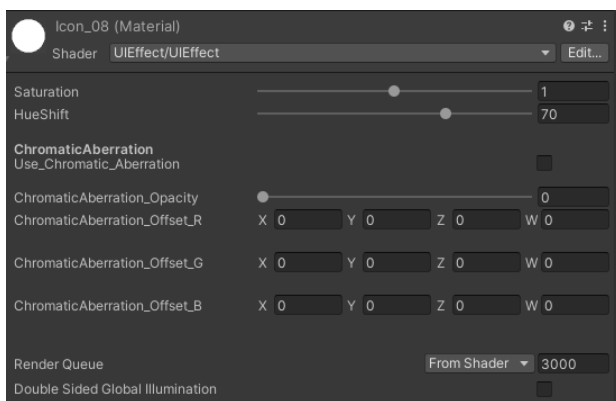 Icon_08 (Material)
Shader UIEffect/UIEffect Edit...
Saturation 1
HueShift 70
ChromaticAberration
Use_Chromatic_Aberration
ChromaticAberration_Opacity 0
ChromaticAberration_Offset_R X 0 Y 0 Z 0 W 0
ChromaticAberration_Offset_G X 0 Y 0 Z 0 W 0
ChromaticAberration_Offset_B X 0 Y 0 Z 0 W 0
Render Queue From Shader 3000
Double Sided Global Illumination